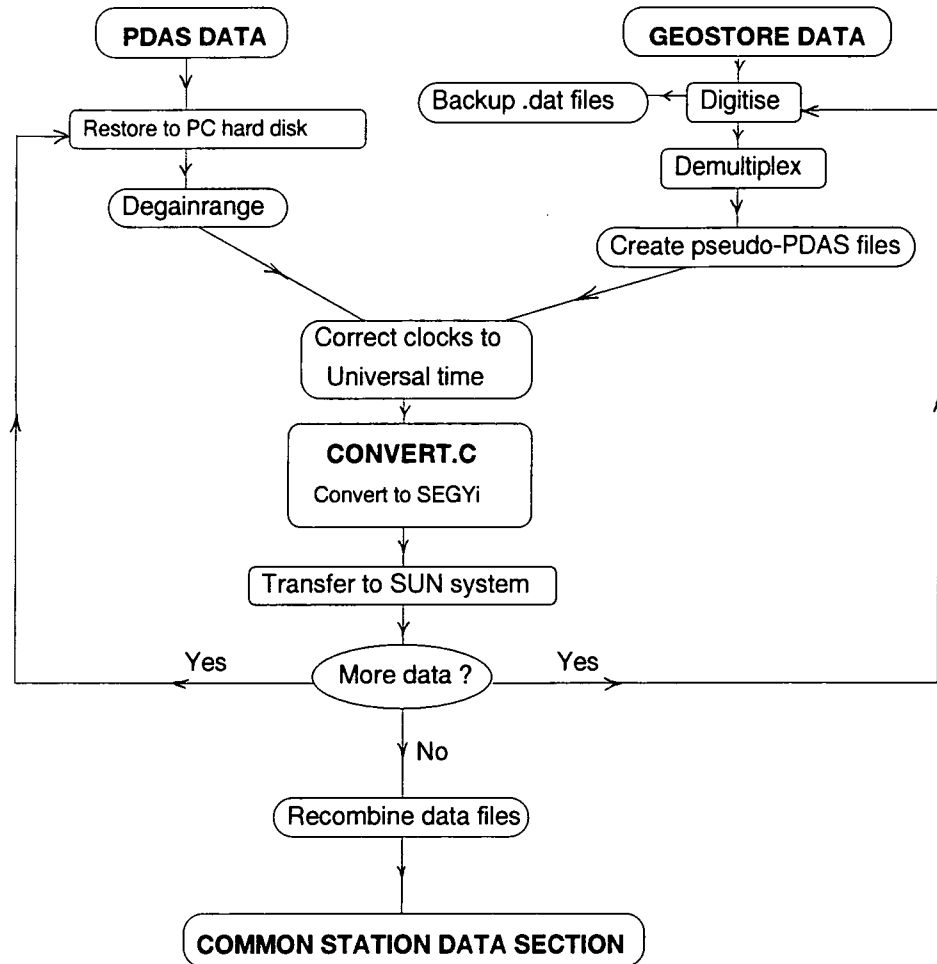 PDAS DATA
GEOSTORE DATA
Backup .dat files
Digitise
Restore to PC hard disk
Demultiplex
Degainrange
Create pseudo-PDAS files
Correct clocks to
Universal time
CONVERT.C
Convert to SEGYi
Transfer to SUN system
Yes
More data ?
Yes
No
Recombine data files
COMMON STATION DATA SECTION